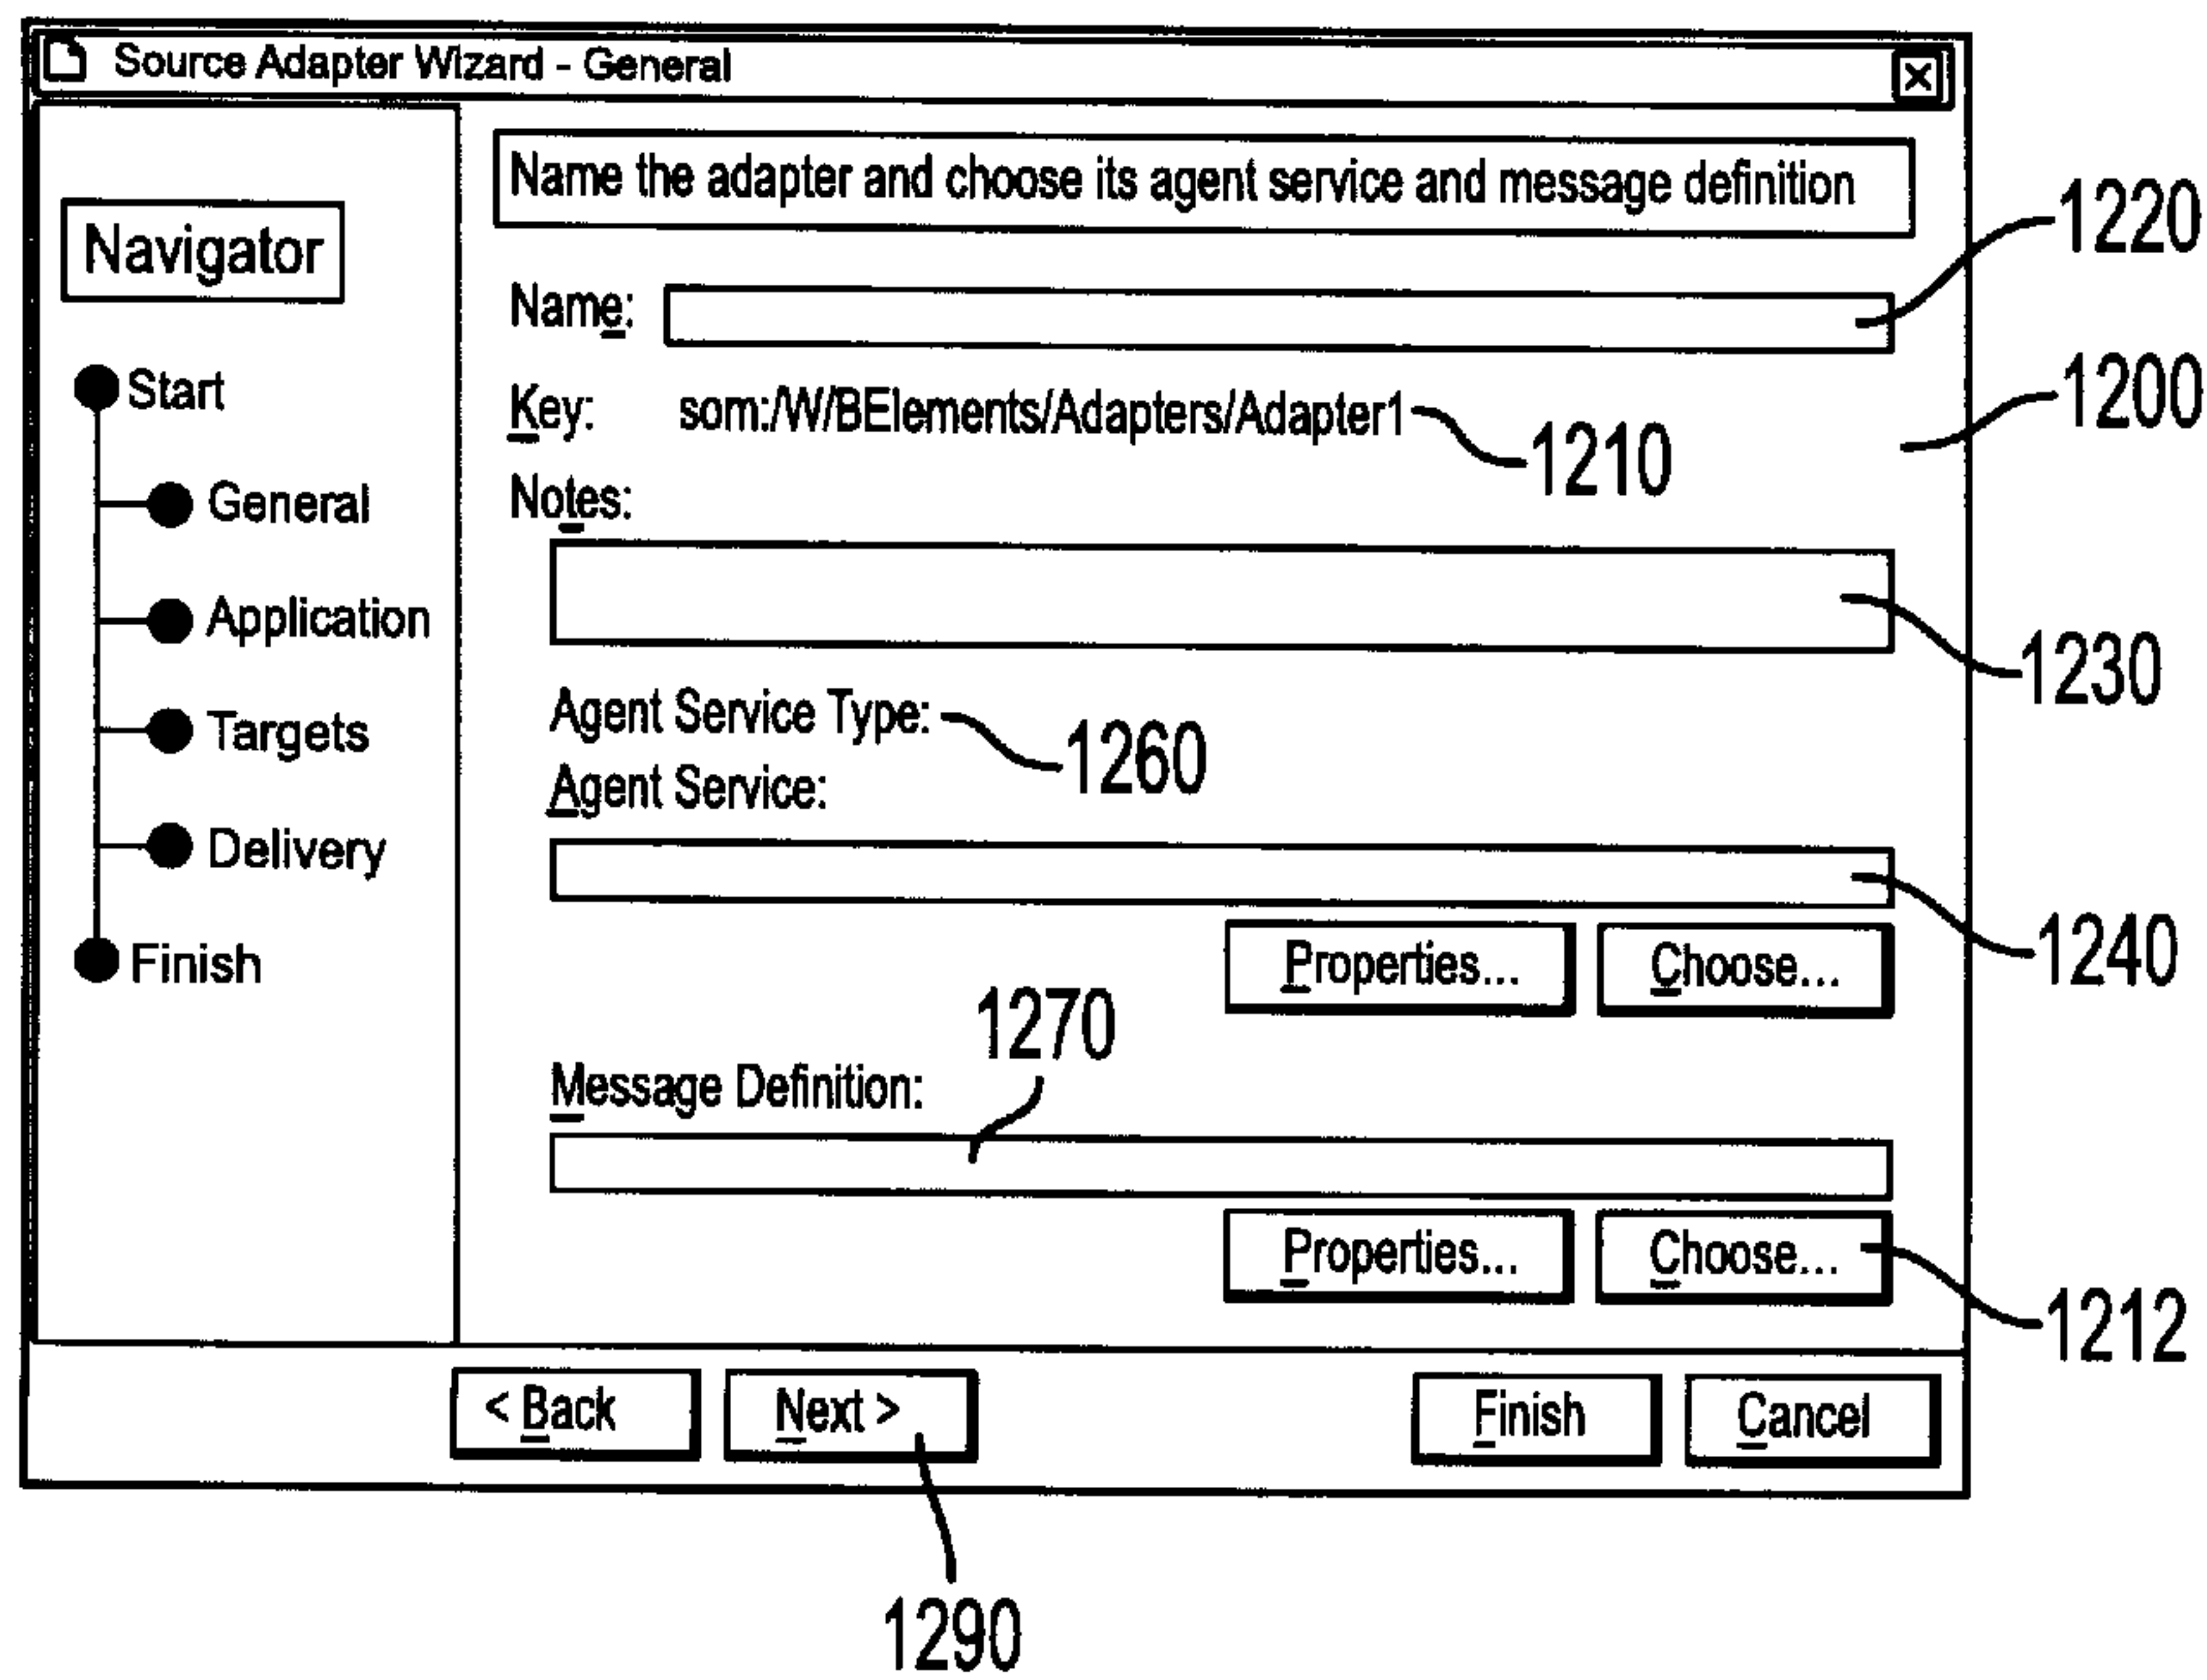 Source Adapter Wizard - General
Navigator
Start
General
Application
Targets
Delivery
Finish
Name the adapter and choose its agent service and message definition
1220
Name:
1200
Key: som:/W/BElements/Adapters/Adapter1
1210
Notes:
1230
Agent Service Type:
1260
Agent Service:
1240
Properties... Choose...
1270
Message Definition:
Properties... Choose...
1212
< Back Next > Finish Cancel
1290